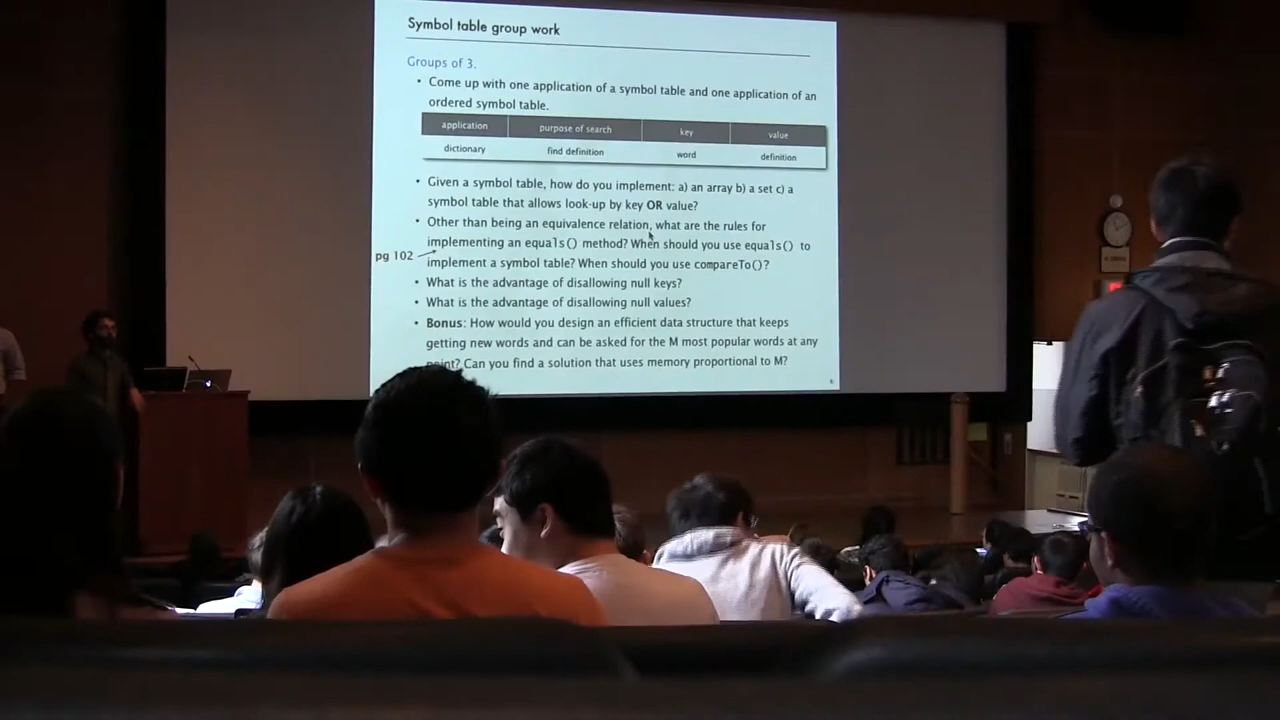 Symbol table group work
Groups of 3.
• Come up with one application of a symbol table and one application of an
ordered symbol table.
application purpose of search key value
dictionary find definition word definition
• Given a symbol table, how do you implement: a) an array b) a set c) a
symbol table that allows look-up by key OR value?
• Other than being an equivalence relation, what are the rules for
implementing an equals() method? When should you use equals() to
pg 102
implement a symbol table? When should you use compareTo()?
• What is the advantage of disallowing null keys?
• What is the advantage of disallowing null values?
• Bonus: How would you design an efficient data structure that keeps
getting new words and can be asked for the M most popular words at any
point? Can you find a solution that uses memory proportional to M?